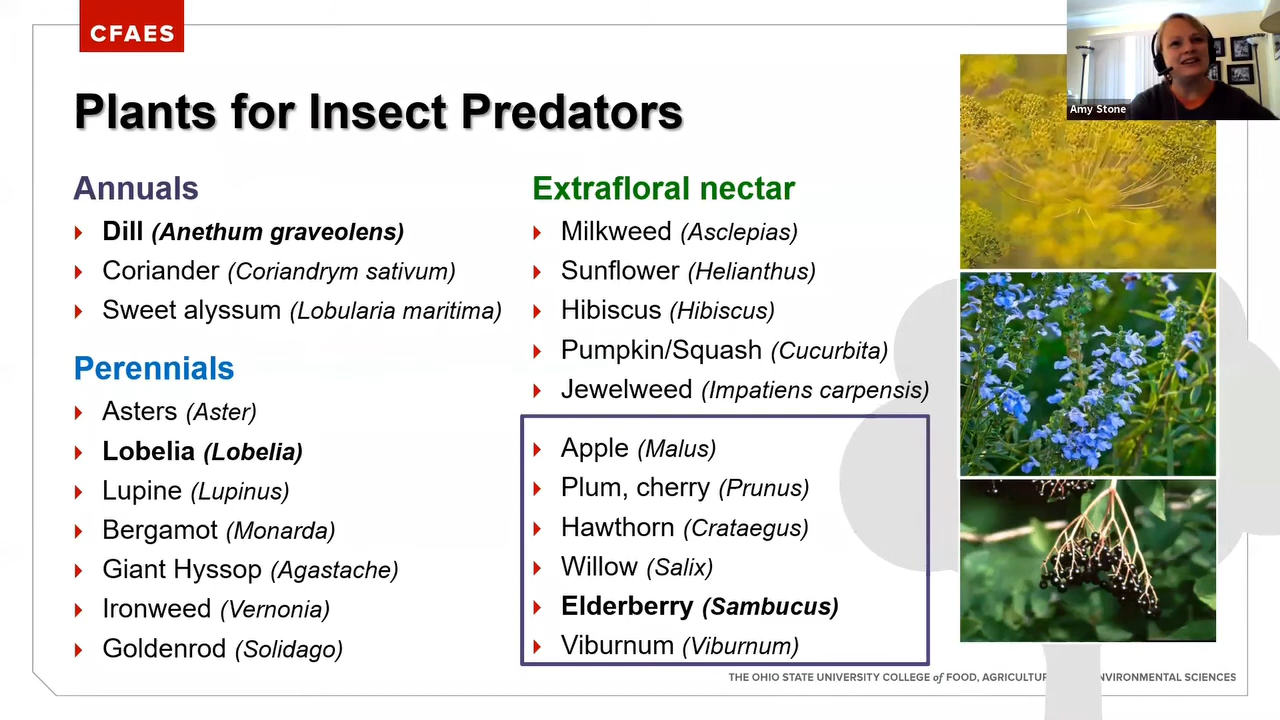 CFAES
Amy Stone
Plants for Insect Predators
Annuals
Dill (Anethum graveolens)
Coriander (Coriandrym sativum)
Sweet alyssum (Lobularia maritima)
Perennials
Asters (Aster)
Lobelia (Lobelia)
Lupine (Lupinus)
Bergamot (Monarda)
Giant Hyssop (Agastache)
Ironweed (Vernonia)
Goldenrod (Solidago)
Extrafloral nectar
Milkweed (Asclepias)
Sunflower (Helianthus)
Hibiscus (Hibiscus)
Pumpkin/Squash (Cucurbita)
Jewelweed (Impatiens carpensis)
Apple (Malus)
Plum, cherry (Prunus)
Hawthorn (Crataegus)
Willow (Salix)
Elderberry (Sambucus)
Viburnum (Viburnum)
THE OHIO STATE UNIVERSITY COLLEGE of FOOD, AGRICULTUR NVIRONMENTAL SCIENCES